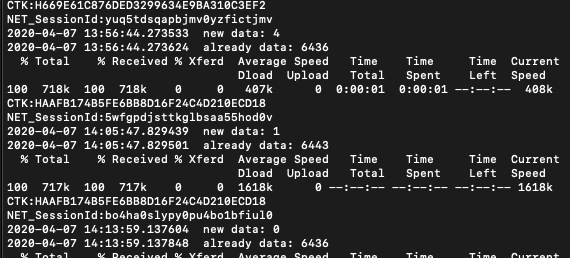 CTK:H669E61C876DED3299634E9BA310C3EF2
NET_SessionId:yuq5tdsqapbjmv0yzfictjmv
2020-04-07 13:56:44.273533  new data: 4
2020-04-07 13:56:44.273624  already data: 6436
  % Total    % Received % Xferd  Average Speed   Time    Time     Time  Current
                                 Dload  Upload   Total   Spent    Left  Speed
100  718k  100  718k    0     0   407k      0  0:00:01  0:00:01 --:--:--  408k
CTK:HAAFB174B5FE6BB8D16F24C4D210ECD18
NET_SessionId:5wfgpdjsttkglbsaa55hod0v
2020-04-07 14:05:47.829439  new data: 1
2020-04-07 14:05:47.829501  already data: 6443
  % Total    % Received % Xferd  Average Speed   Time    Time     Time  Current
                                 Dload  Upload   Total   Spent    Left  Speed
100  717k  100  717k    0     0  1618k      0 --:--:-- --:--:-- --:--:-- 1618k
CTK:HAAFB174B5FE6BB8D16F24C4D210ECD18
NET_SessionId:bo4ha0slypy0pu4bo1bfiul0
2020-04-07 14:13:59.137604  new data: 0
2020-04-07 14:13:59.137848  already data: 6436
  % Total    % Received % Xferd  Average Speed   Time    Time     Time  Current